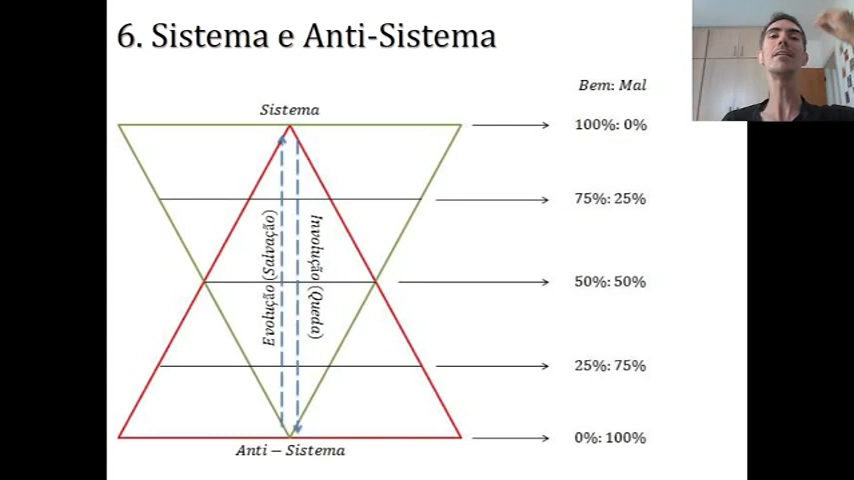 6. Sistema e Anti-Sistema
Bem: Mal
Sistema
100%: 0%
75%: 25%
Evolução (Salvação)
Involução (Queda)
50%: 50%
25%: 75%
0%: 100%
Anti – Sistema